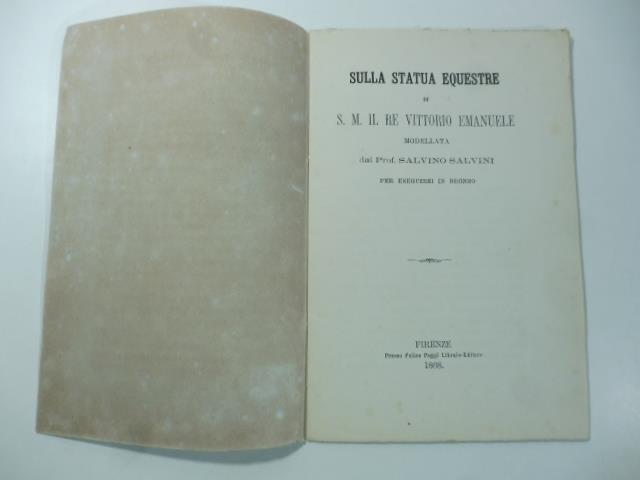 SULLA STATUA EQUESTRE
DI
S. M. IL RE VITTORIO EMANUELE
MODELLATA
dal Prof. SALVINO SALVINI
PER ESEGUIRSI IN BRONZO
FIRENZE
Presso Felice Paggi Libraio-Editore
1868.